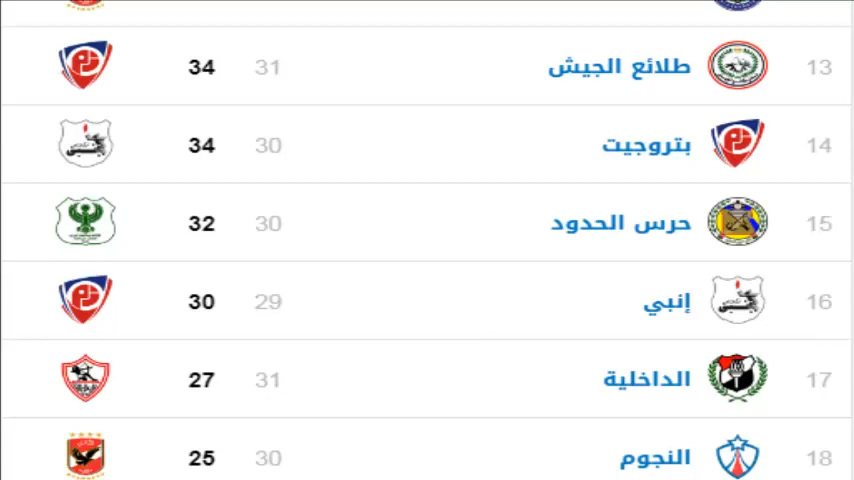 13 طلائع الجيش 31 34
14 بتروجيت 30 34
15 حرس الحدود 30 32
16 إنبي 29 30
17 الداخلية 31 27
18 النجوم 30 25